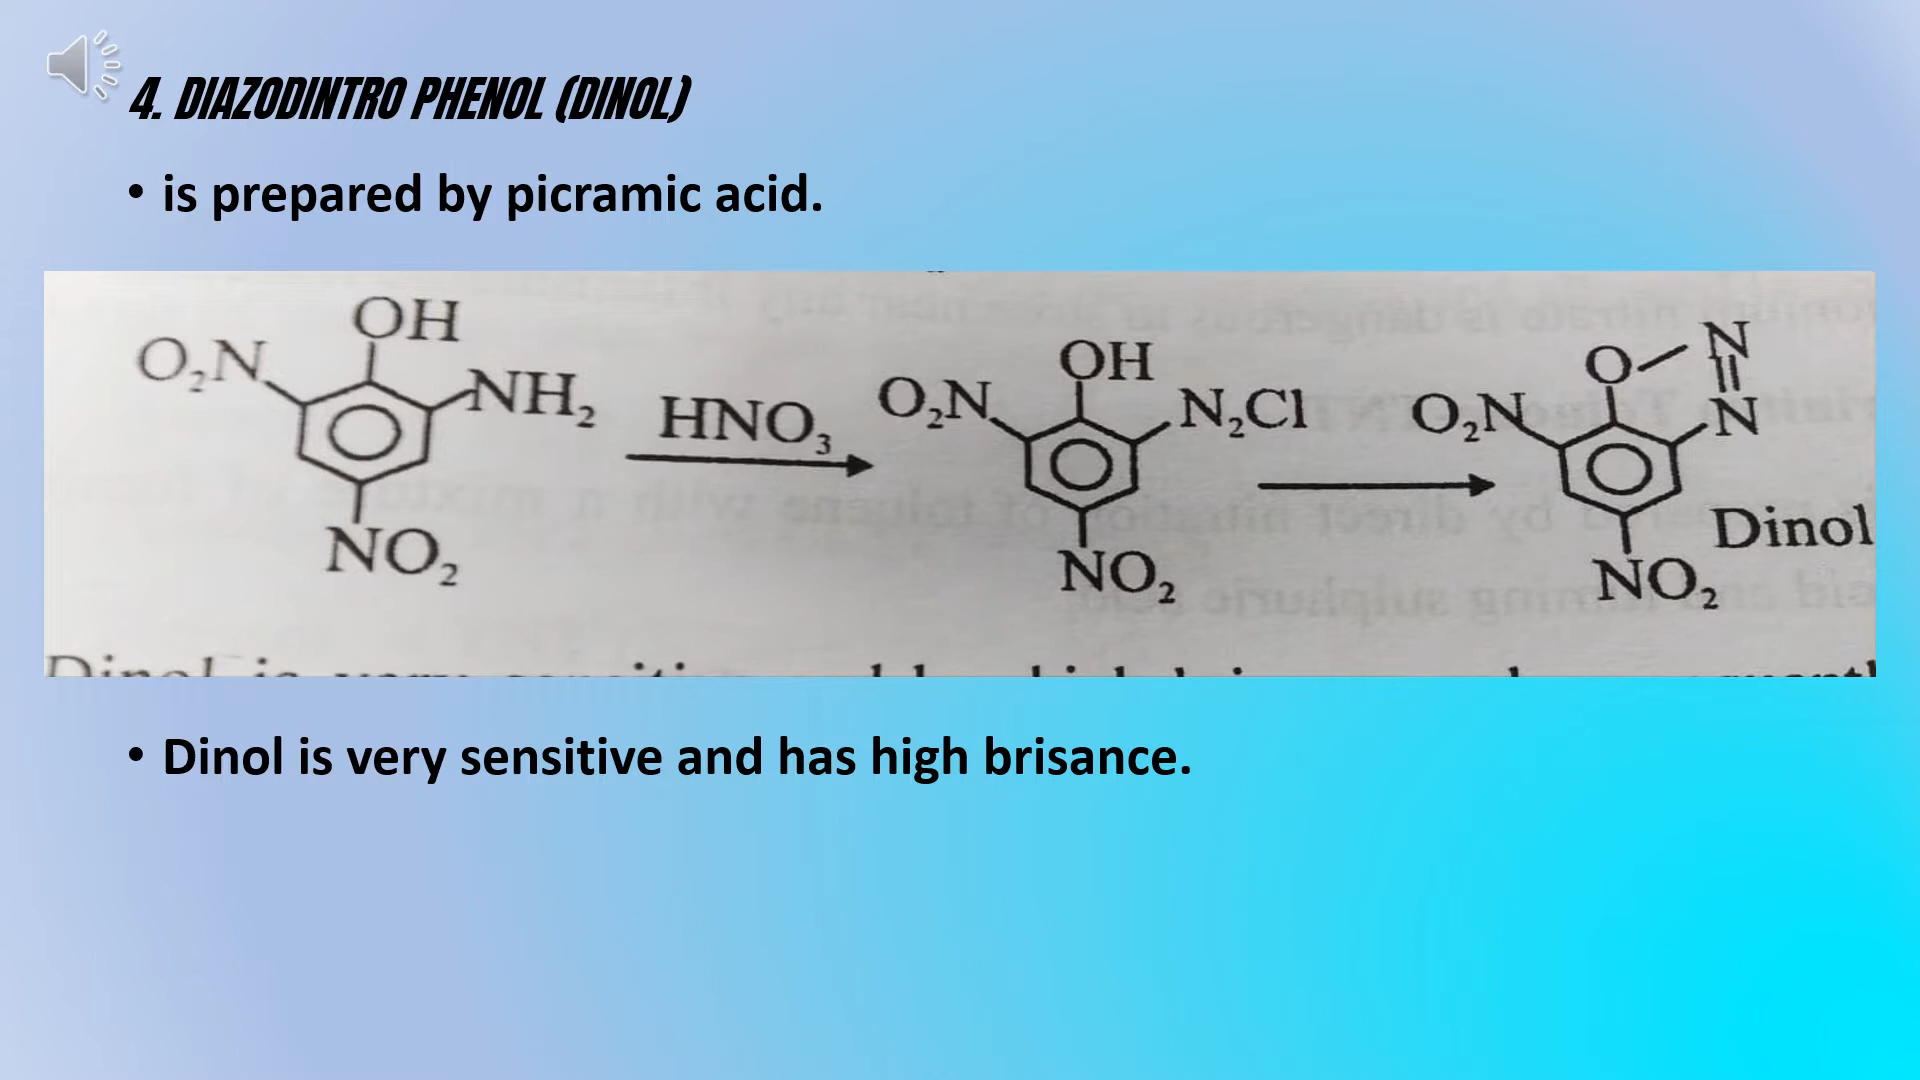 4. DIAZODINTRO PHENOL (DINOL)
• is prepared by picramic acid.
OH
O₂N
NH₂
HNO₃
NO₂
OH
O₂N
N₂Cl
NO₂
O
N
N
O₂N
Dinol
NO₂
• Dinol is very sensitive and has high brisance.